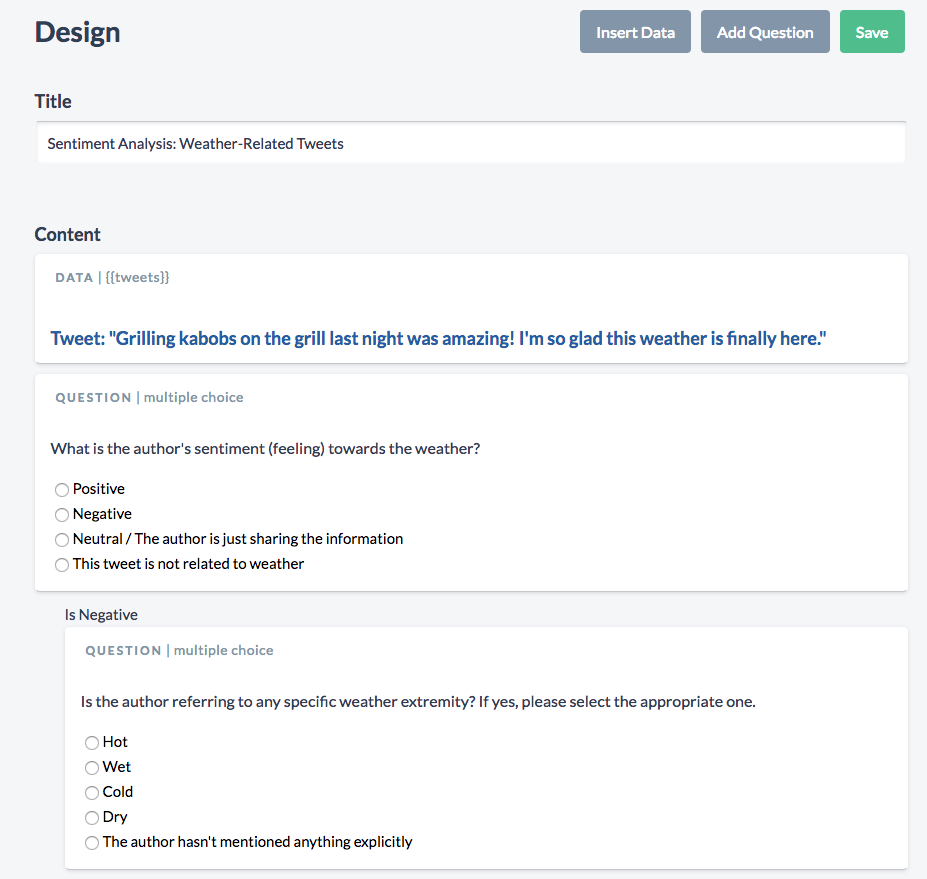 Design
Insert Data
Add Question
Save
Title
Sentiment Analysis: Weather-Related Tweets
Content
DATA | {{tweets}}
Tweet: "Grilling kabobs on the grill last night was amazing! I'm so glad this weather is finally here."
QUESTION | multiple choice
What is the author's sentiment (feeling) towards the weather?
Positive
Negative
Neutral / The author is just sharing the information
This tweet is not related to weather
Is Negative
QUESTION | multiple choice
Is the author referring to any specific weather extremity? If yes, please select the appropriate one.
Hot
Wet
Cold
Dry
The author hasn't mentioned anything explicitly